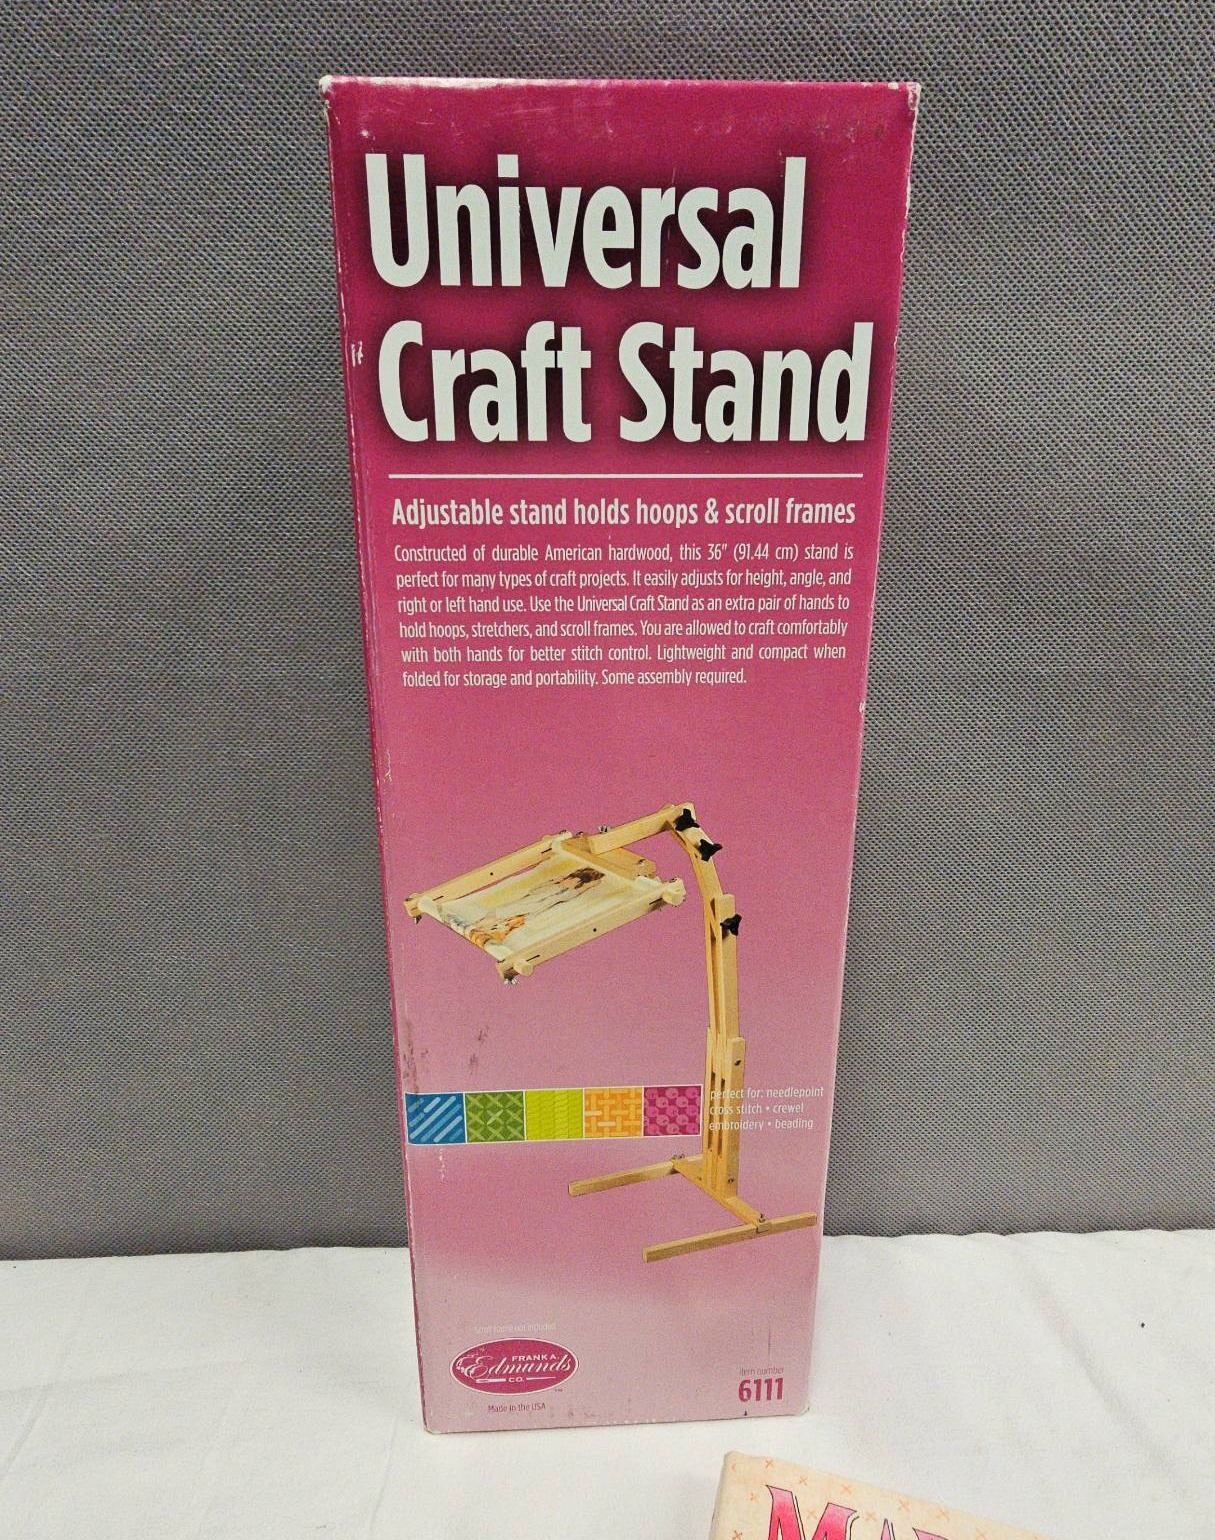 Universal
Craft Stand
Adjustable stand holds hoops & scroll frames
Constructed of durable American hardwood, this 36" (91.44 cm) stand is
perfect for many types of craft projects. It easily adjusts for height, angle, and
right or left hand use. Use the Universal Craft Stand as an extra pair of hands to
hold hoops, stretchers, and scroll frames. You are allowed to craft comfortably
with both hands for better stitch control. Lightweight and compact when
folded for storage and portability. Some assembly required.
perfect for: needlepoint
cross stitch • crewel
embroidery • beading
Scroll frame not included
FRANK A.
Edmunds
CO.
™
Made in the USA
item number
6111